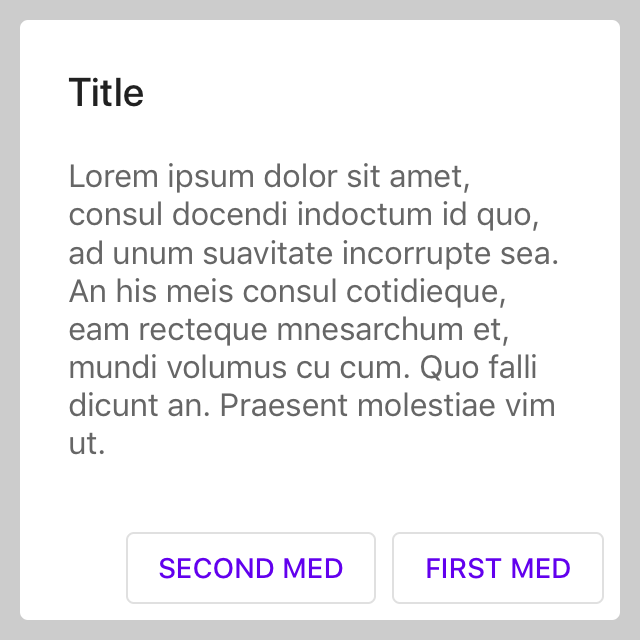 Title
Lorem ipsum dolor sit amet,
consul docendi indoctum id quo,
ad unum suavitate incorrupte sea.
An his meis consul cotidieque,
eam recteque mnesarchum et,
mundi volumus cu cum. Quo falli
dicunt an. Praesent molestiae vim
ut.
SECOND MED FIRST MED